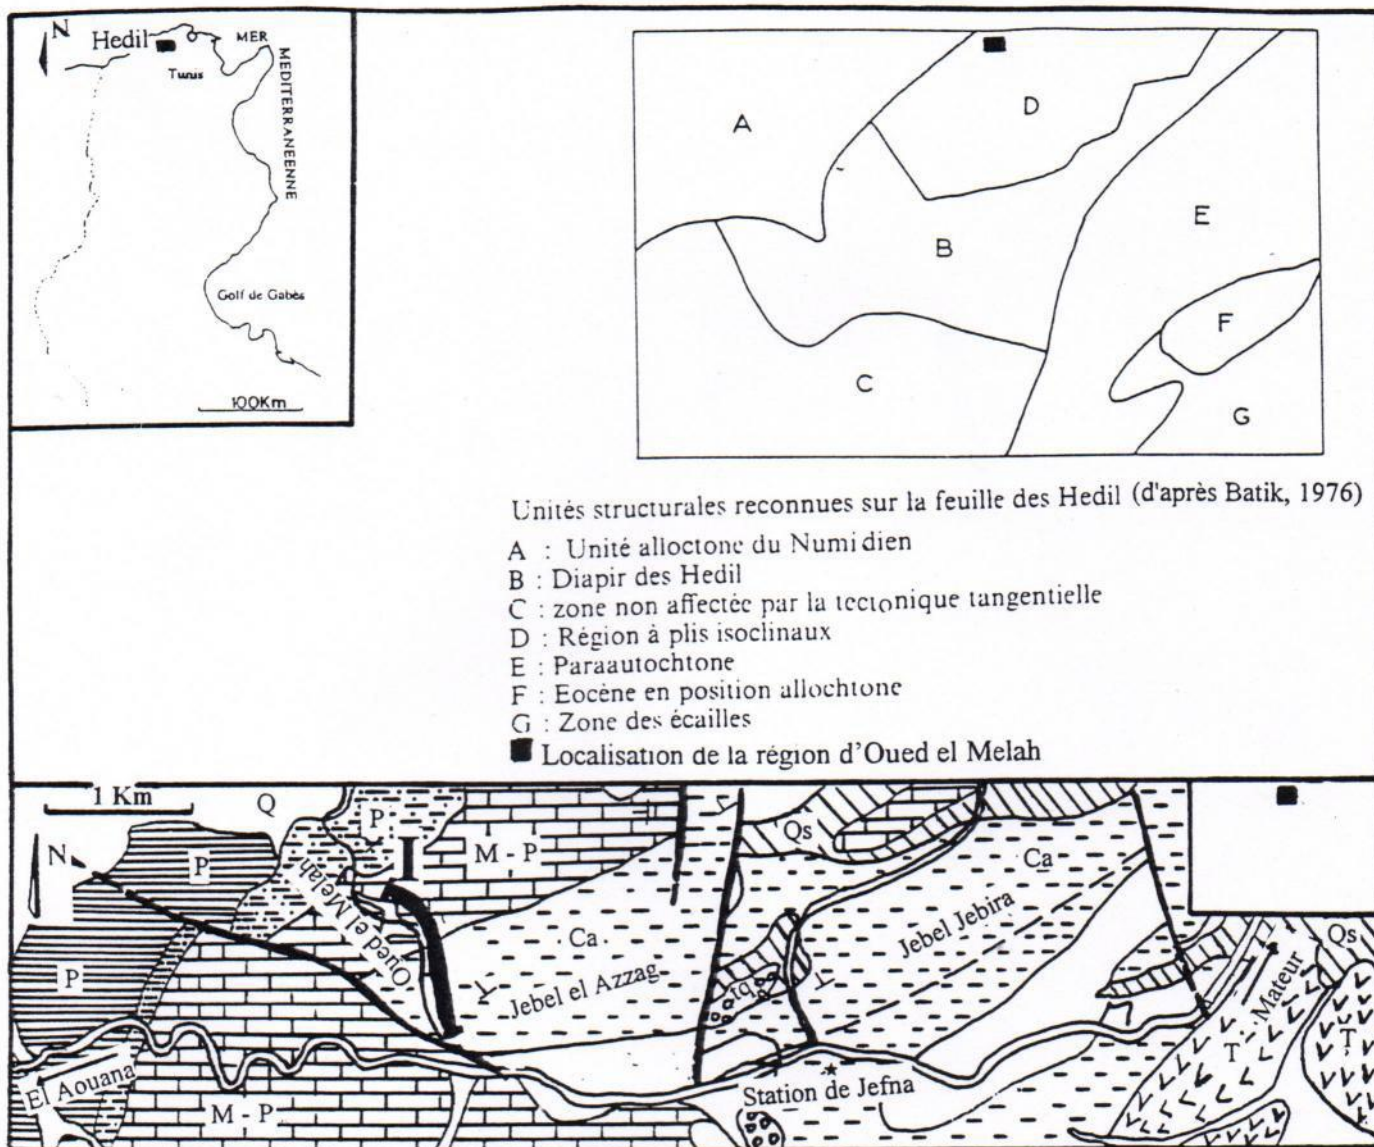 N
Hedil
MER
MEDITERRANEENNE
Tunis
Golf de Gabès
100Km
A
D
B
E
C
F
G
Unités structurales reconnues sur la feuille des Hedil (d'après Batik, 1976)
A : Unité alloctone du Numidien
B : Diapir des Hedil
C : zone non affectée par la tectonique tangentielle
D : Région à plis isoclinaux
E : Paraautochtone
F : Eocène en position allochtone
G : Zone des écailles
Localisation de la région d'Oued el Melah
1 Km
N
Q
P
P
I
M - P
Qs
Ca
P
Oued el Melah
Ca
Jebel el Azzag
tq
Jebel Jebira
Qs
Mateur
T
T
El Aouana
M - P
Station de Jefna